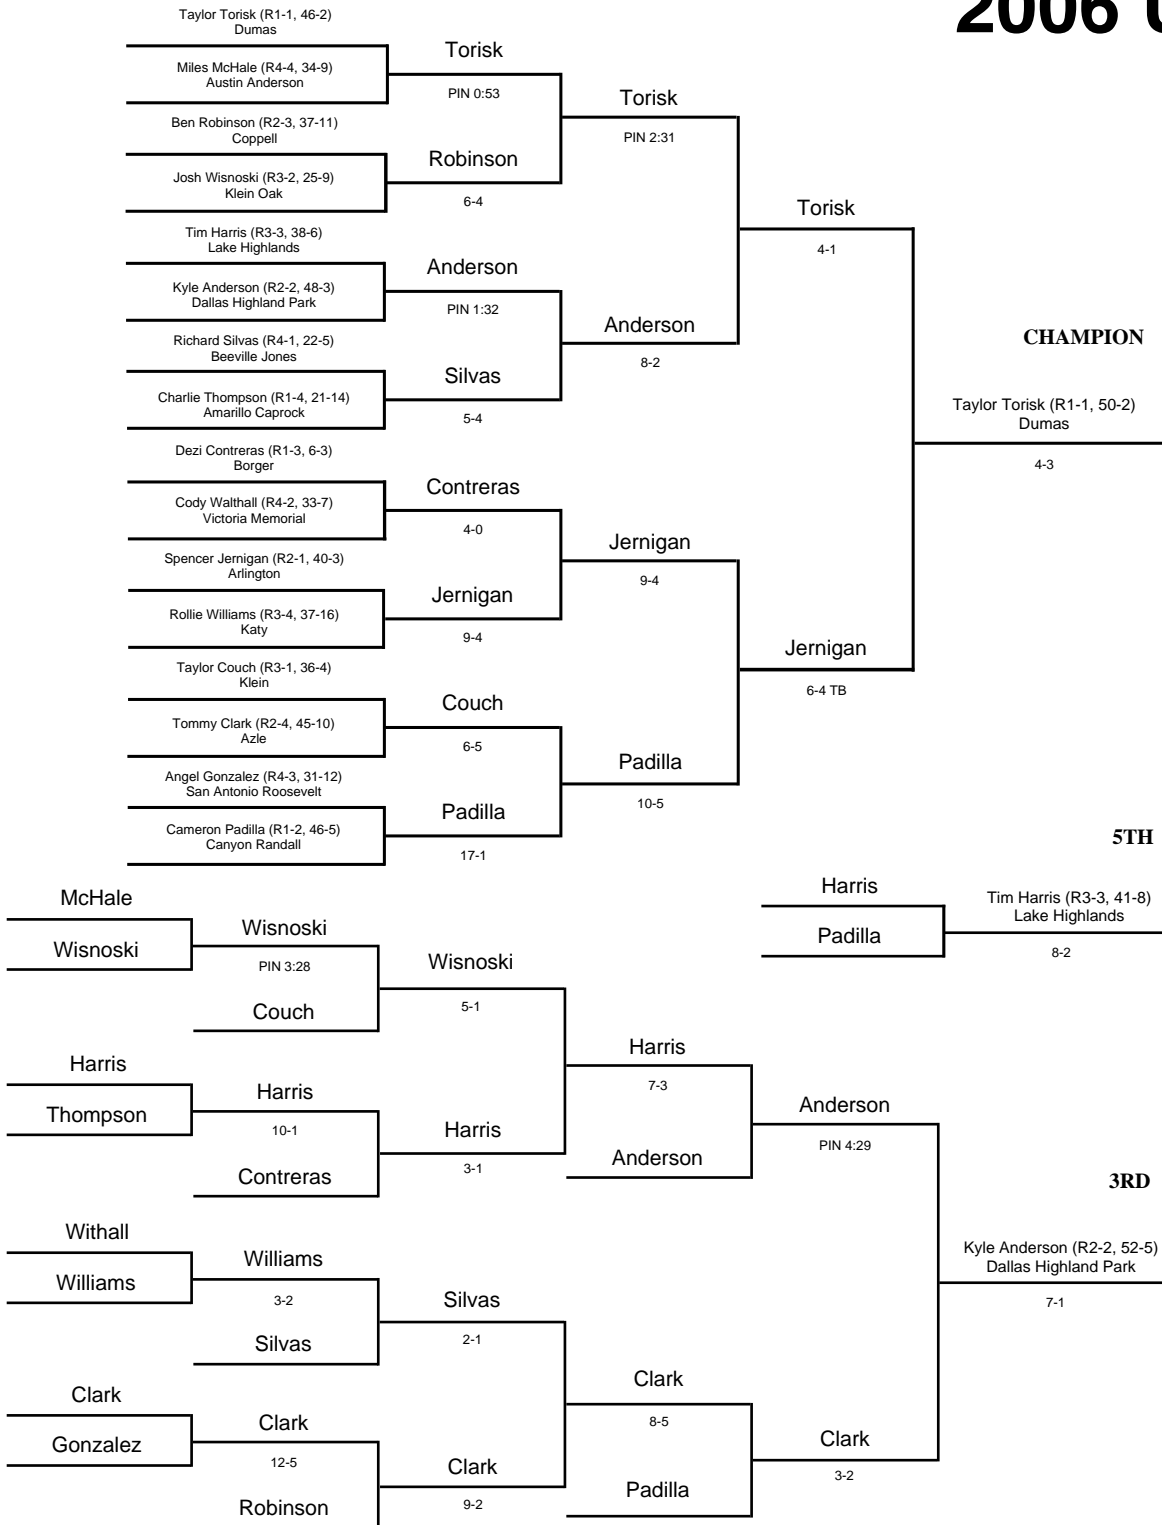 2006 U
Taylor Torisk (R1-1, 46-2)
Dumas
Miles McHale (R4-4, 34-9)
Austin Anderson
Ben Robinson (R2-3, 37-11)
Coppell
Josh Wisnoski (R3-2, 25-9)
Klein Oak
Tim Harris (R3-3, 38-6)
Lake Highlands
Kyle Anderson (R2-2, 48-3)
Dallas Highland Park
Richard Silvas (R4-1, 22-5)
Beeville Jones
Charlie Thompson (R1-4, 21-14)
Amarillo Caprock
Dezi Contreras (R1-3, 6-3)
Borger
Cody Walthall (R4-2, 33-7)
Victoria Memorial
Spencer Jernigan (R2-1, 40-3)
Arlington
Rollie Williams (R3-4, 37-16)
Katy
Taylor Couch (R3-1, 36-4)
Klein
Tommy Clark (R2-4, 45-10)
Azle
Angel Gonzalez (R4-3, 31-12)
San Antonio Roosevelt
Cameron Padilla (R1-2, 46-5)
Canyon Randall
Torisk
PIN 0:53
Robinson
6-4
Anderson
PIN 1:32
Silvas
5-4
Contreras
4-0
Jernigan
9-4
Couch
6-5
Padilla
17-1
Torisk
PIN 2:31
Anderson
8-2
Jernigan
9-4
Padilla
10-5
Torisk
4-1
Jernigan
6-4 TB
CHAMPION
Taylor Torisk (R1-1, 50-2)
Dumas
4-3
5TH
Harris
Padilla
Tim Harris (R3-3, 41-8)
Lake Highlands
8-2
McHale
Wisnoski
Harris
Thompson
Withall
Williams
Clark
Gonzalez
Wisnoski
PIN 3:28
Couch
Harris
10-1
Contreras
Williams
3-2
Silvas
Clark
12-5
Robinson
Wisnoski
5-1
Harris
3-1
Silvas
2-1
Clark
9-2
Harris
7-3
Anderson
Clark
8-5
Padilla
Anderson
PIN 4:29
Clark
3-2
3RD
Kyle Anderson (R2-2, 52-5)
Dallas Highland Park
7-1